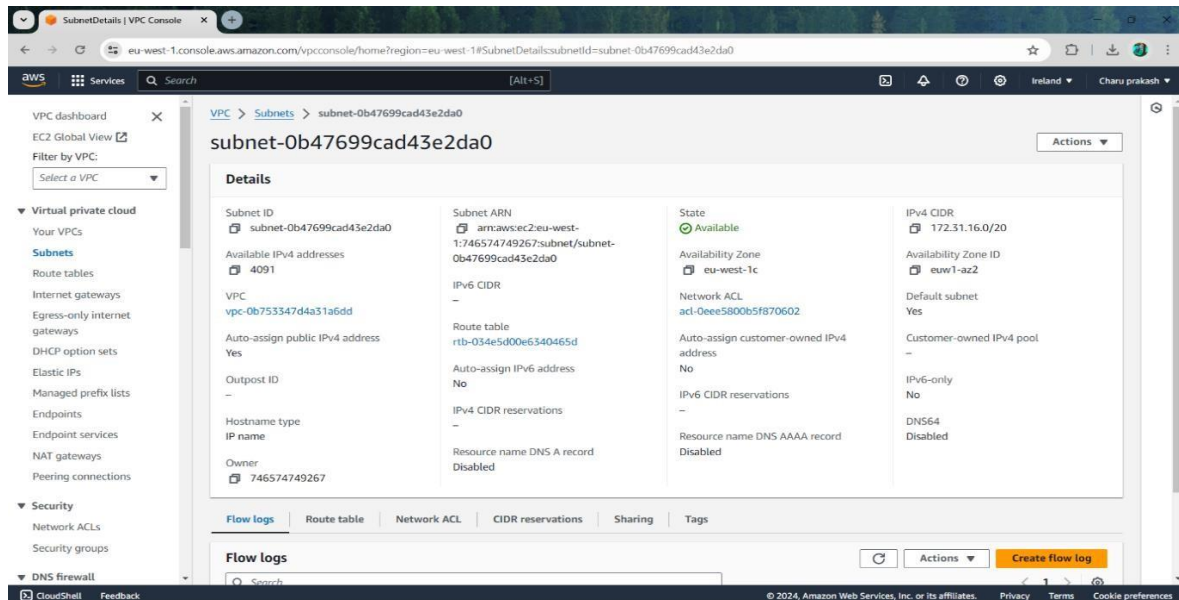 SubnetDetails | VPC Console
eu-west-1.console.aws.amazon.com/vpcconsole/home?region=eu-west-1#SubnetDetails:subnetId=subnet-0b47699cad43e2da0
aws
Services
Search
[Alt+S]
Ireland
Charu prakash
VPC dashboard
EC2 Global View
Filter by VPC:
Select a VPC
Virtual private cloud
Your VPCs
Subnets
Route tables
Internet gateways
Egress-only internet
gateways
DHCP option sets
Elastic IPs
Managed prefix lists
Endpoints
Endpoint services
NAT gateways
Peering connections
Security
Network ACLs
Security groups
DNS firewall
VPC > Subnets > subnet-0b47699cad43e2da0
subnet-0b47699cad43e2da0
Actions
Details
Subnet ID
subnet-0b47699cad43e2da0
Available IPv4 addresses
4091
VPC
vpc-0b753347d4a31a6dd
Auto-assign public IPv4 address
Yes
Outpost ID
–
Hostname type
IP name
Owner
746574749267
Subnet ARN
arn:aws:ec2:eu-west-
1:746574749267:subnet/subnet-
0b47699cad43e2da0
IPv6 CIDR
–
Route table
rtb-034e5d00e6340465d
Auto-assign IPv6 address
No
IPv4 CIDR reservations
–
Resource name DNS A record
Disabled
State
Available
Availability Zone
eu-west-1c
Network ACL
acl-0eee5800b5f870602
Auto-assign customer-owned IPv4
address
No
IPv6 CIDR reservations
–
Resource name DNS AAAA record
Disabled
IPv4 CIDR
172.31.16.0/20
Availability Zone ID
euw1-az2
Default subnet
Yes
Customer-owned IPv4 pool
–
IPv6-only
No
DNS64
Disabled
Flow logs
Route table
Network ACL
CIDR reservations
Sharing
Tags
Flow logs
Actions
Create flow log
Search
1
CloudShell
Feedback
© 2024, Amazon Web Services, Inc. or its affiliates.
Privacy
Terms
Cookie preferences